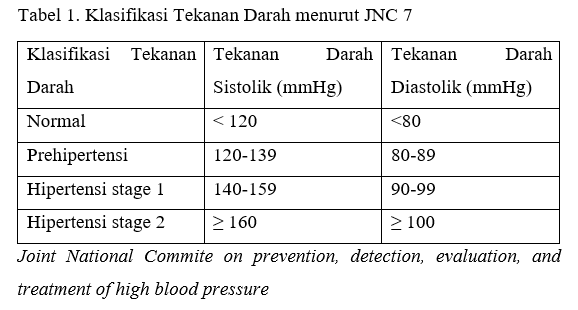 Tabel 1. Klasifikasi Tekanan Darah menurut JNC 7
Klasifikasi Tekanan Darah Tekanan Darah Sistolik (mmHg) Tekanan Darah Diastolik (mmHg)
Normal < 120 <80
Prehipertensi 120-139 80-89
Hipertensi stage 1 140-159 90-99
Hipertensi stage 2 ≥ 160 ≥ 100
Joint National Commite on prevention, detection, evaluation, and
treatment of high blood pressure